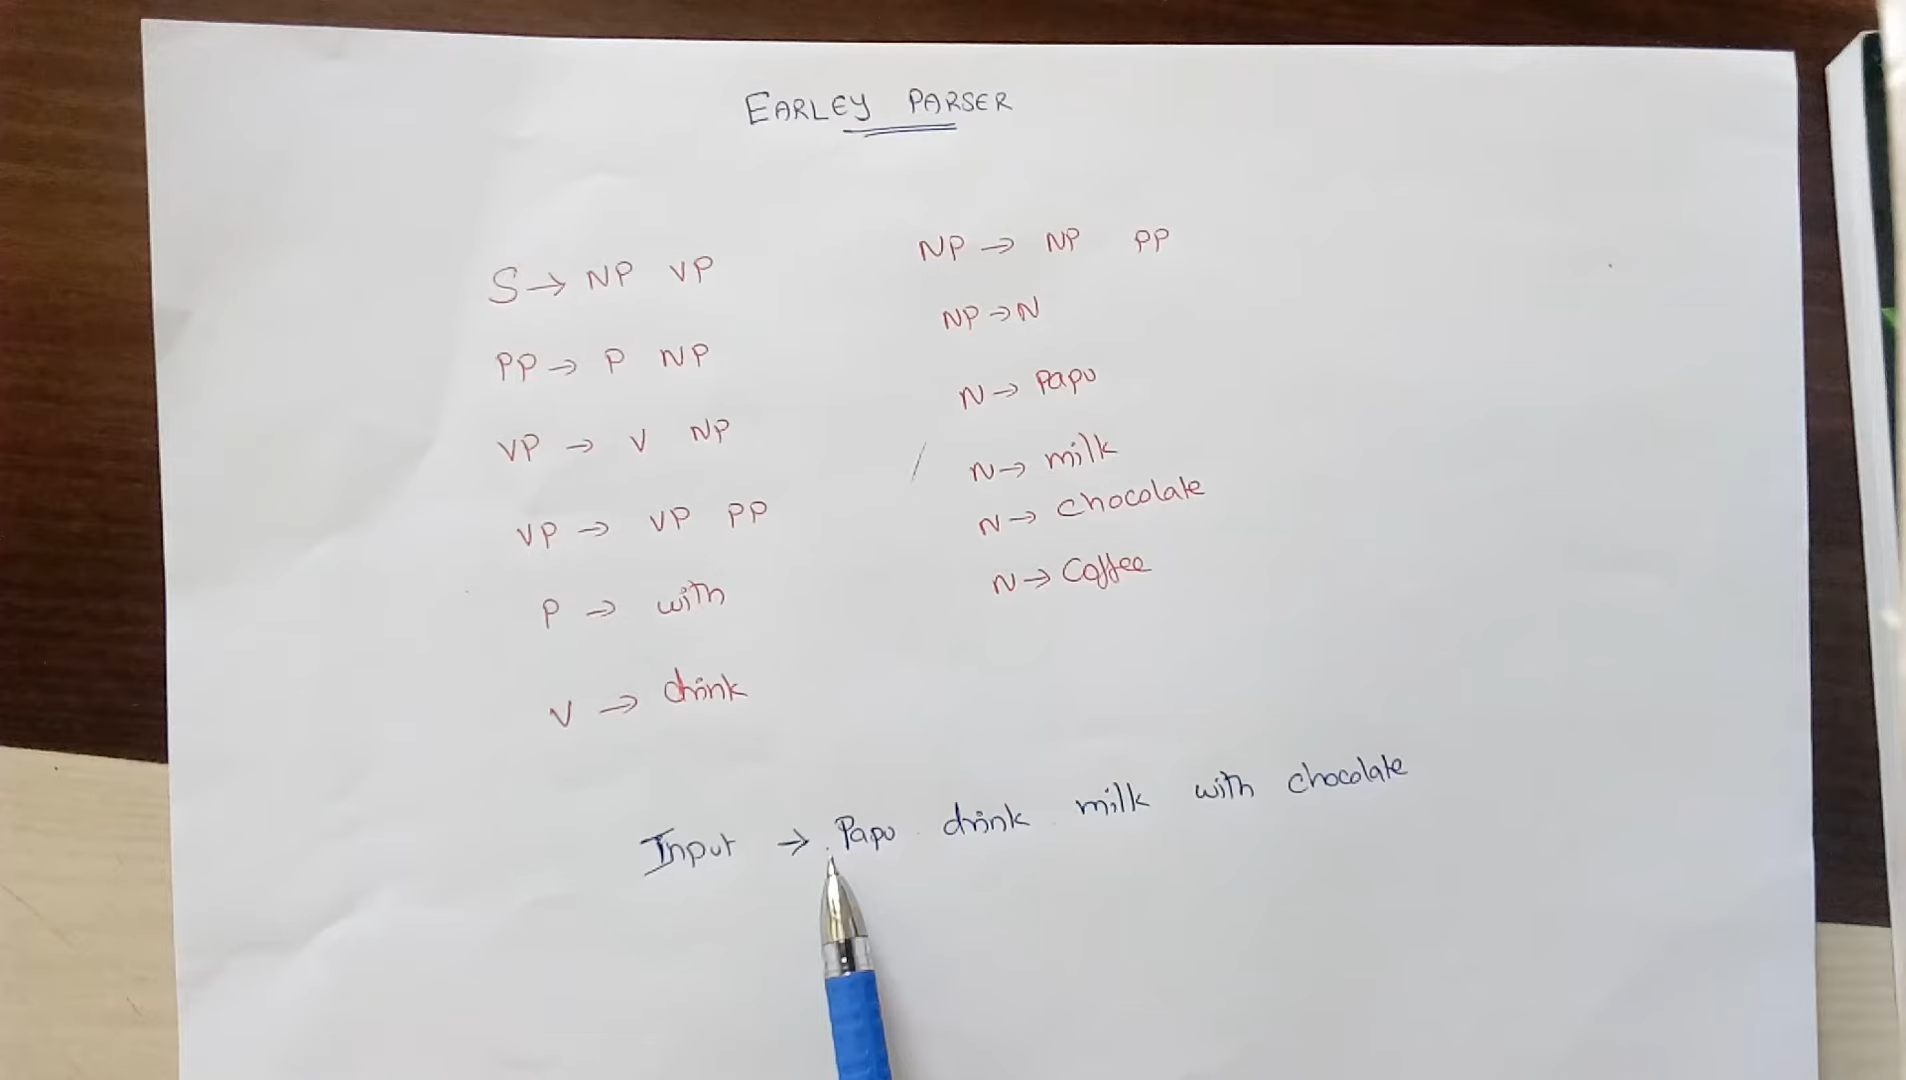 EARLEY PARSER
S → NP VP
PP → P NP
VP → V NP
VP → VP PP
P → with
V → drink
NP → NP PP
NP → N
N → Papu
N → milk
N → chocolate
N → Coffee
Input → . Papu . drink . milk with chocolate